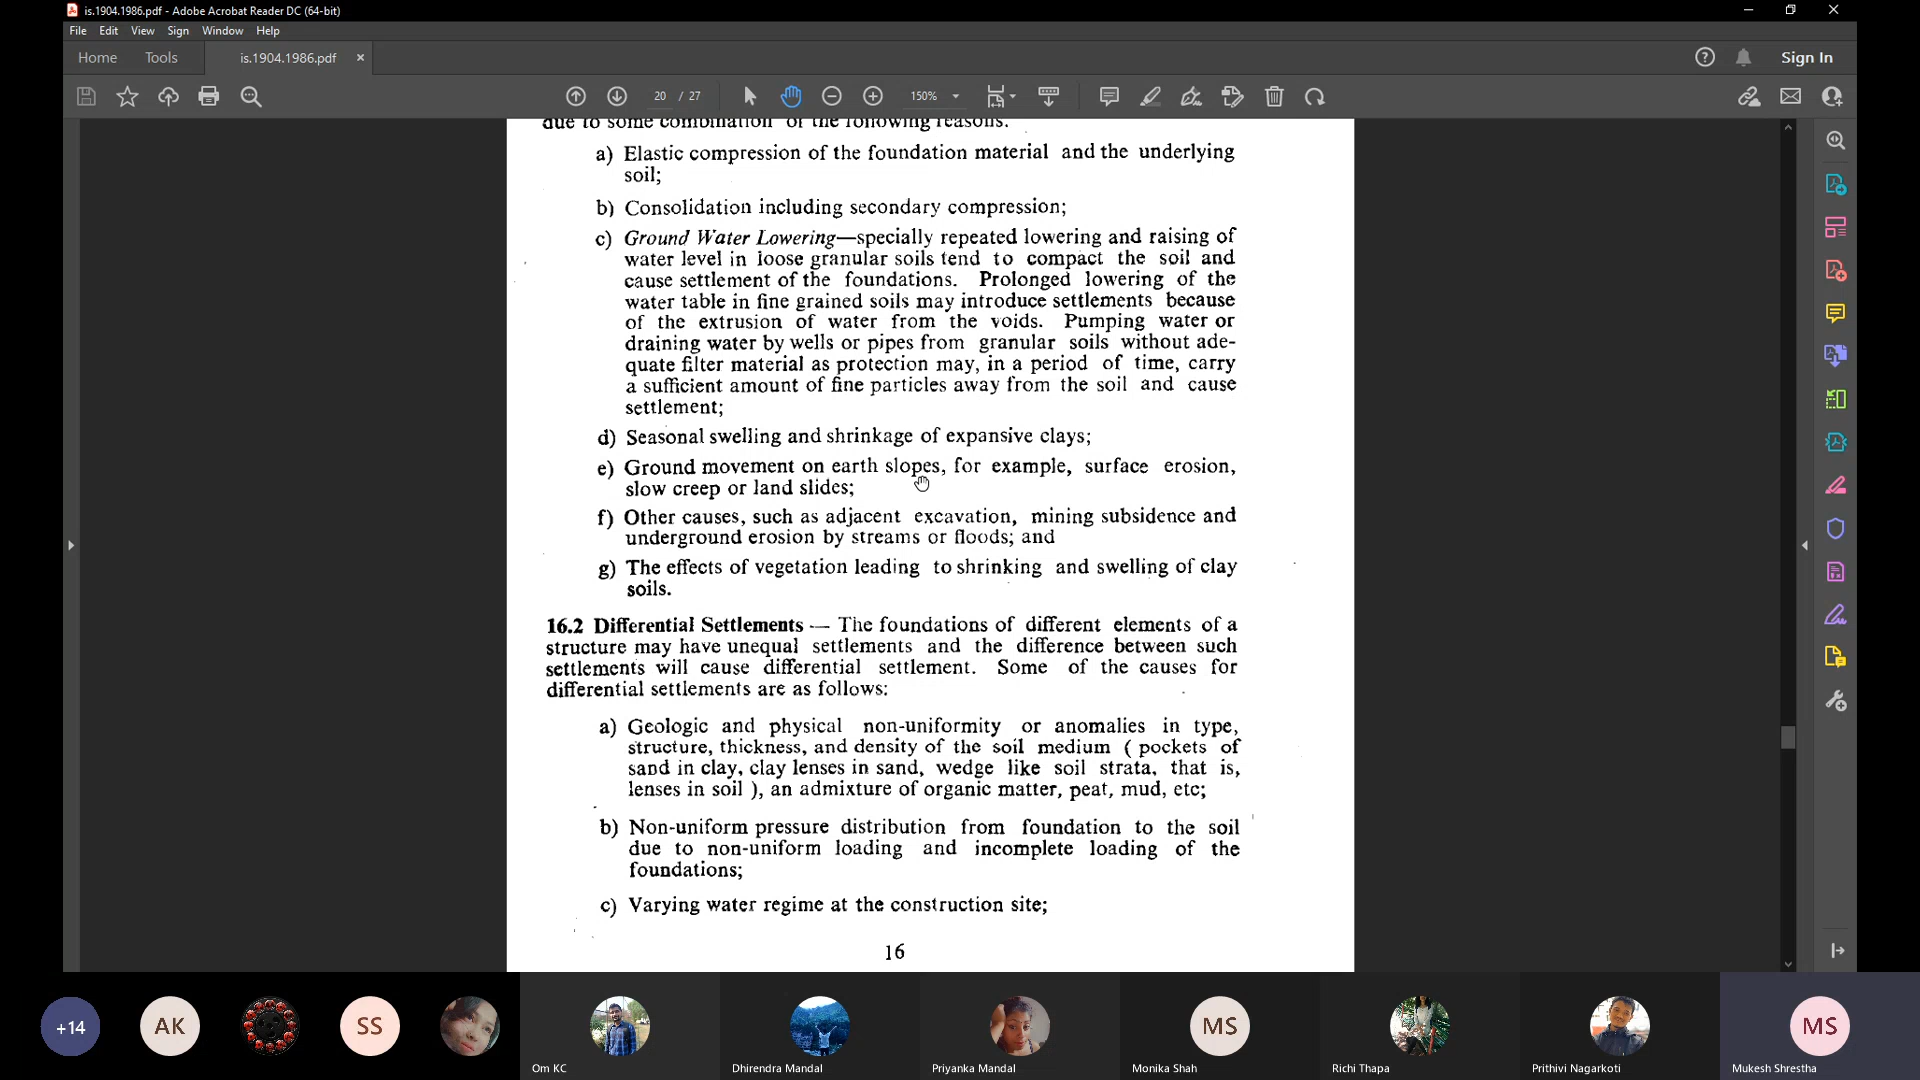 is.1904.1986.pdf - Adobe Acrobat Reader DC (64-bit)
File Edit View Sign Window Help
Home Tools is.1904.1986.pdf × Sign In
20 / 27 150%
due to some combination of the following reasons:
a) Elastic compression of the foundation material and the underlying
soil;
b) Consolidation including secondary compression;
c) Ground Water Lowering—specially repeated lowering and raising of
water level in loose granular soils tend to compact the soil and
cause settlement of the foundations. Prolonged lowering of the
water table in fine grained soils may introduce settlements because
of the extrusion of water from the voids. Pumping water or
draining water by wells or pipes from granular soils without ade-
quate filter material as protection may, in a period of time, carry
a sufficient amount of fine particles away from the soil and cause
settlement;
d) Seasonal swelling and shrinkage of expansive clays;
e) Ground movement on earth slopes, for example, surface erosion,
slow creep or land slides;
f) Other causes, such as adjacent excavation, mining subsidence and
underground erosion by streams or floods; and
g) The effects of vegetation leading to shrinking and swelling of clay
soils.
16.2 Differential Settlements — The foundations of different elements of a
structure may have unequal settlements and the difference between such
settlements will cause differential settlement. Some of the causes for
differential settlements are as follows:
a) Geologic and physical non-uniformity or anomalies in type,
structure, thickness, and density of the soil medium ( pockets of
sand in clay, clay lenses in sand, wedge like soil strata, that is,
lenses in soil ), an admixture of organic matter, peat, mud, etc;
b) Non-uniform pressure distribution from foundation to the soil
due to non-uniform loading and incomplete loading of the
foundations;
c) Varying water regime at the construction site;
16
+14 AK SS MS MS
Om KC Dhirendra Mandal Priyanka Mandal Monika Shah Richi Thapa Prithivi Nagarkoti Mukesh Shrestha